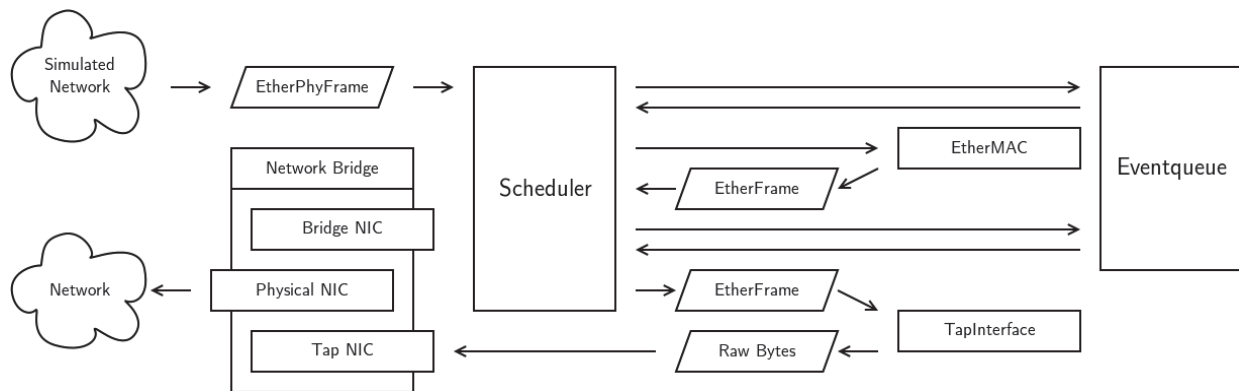 Simulated
Network
EtherPhyFrame
Scheduler
EtherMAC
EtherFrame
Eventqueue
Network Bridge
Bridge NIC
Physical NIC
Tap NIC
Network
EtherFrame
TapInterface
Raw Bytes